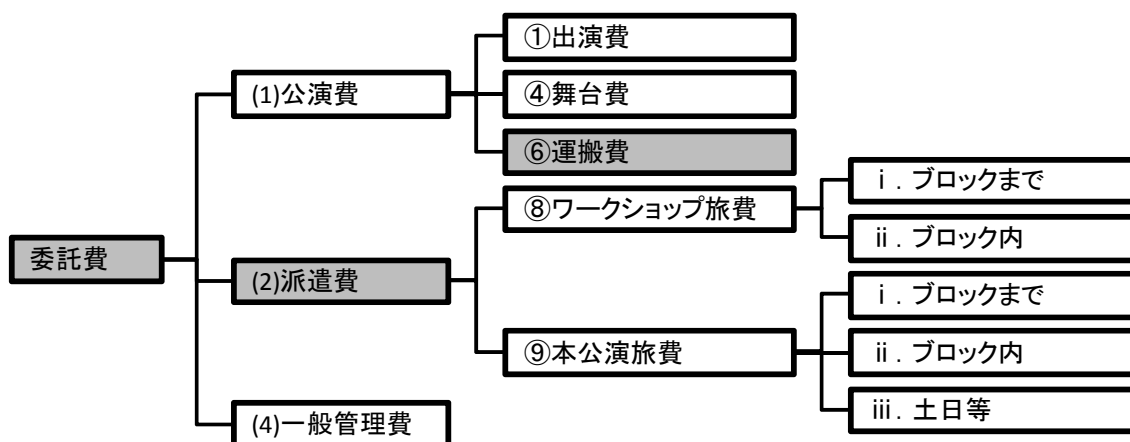 ①出演費
(1)公演費
④舞台費
⑥運搬費
ⅰ．ブロックまで
⑧ワークショップ旅費
ⅱ．ブロック内
委託費
(2)派遣費
ⅰ．ブロックまで
⑨本公演旅費
ⅱ．ブロック内
ⅲ．土日等
(4)一般管理費